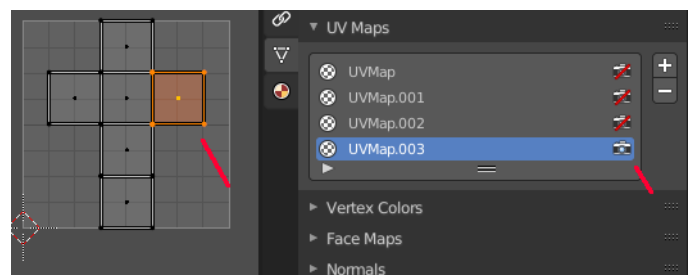 UV Maps
UVMap
UVMap.001
UVMap.002
UVMap.003
Vertex Colors
Face Maps
Normals